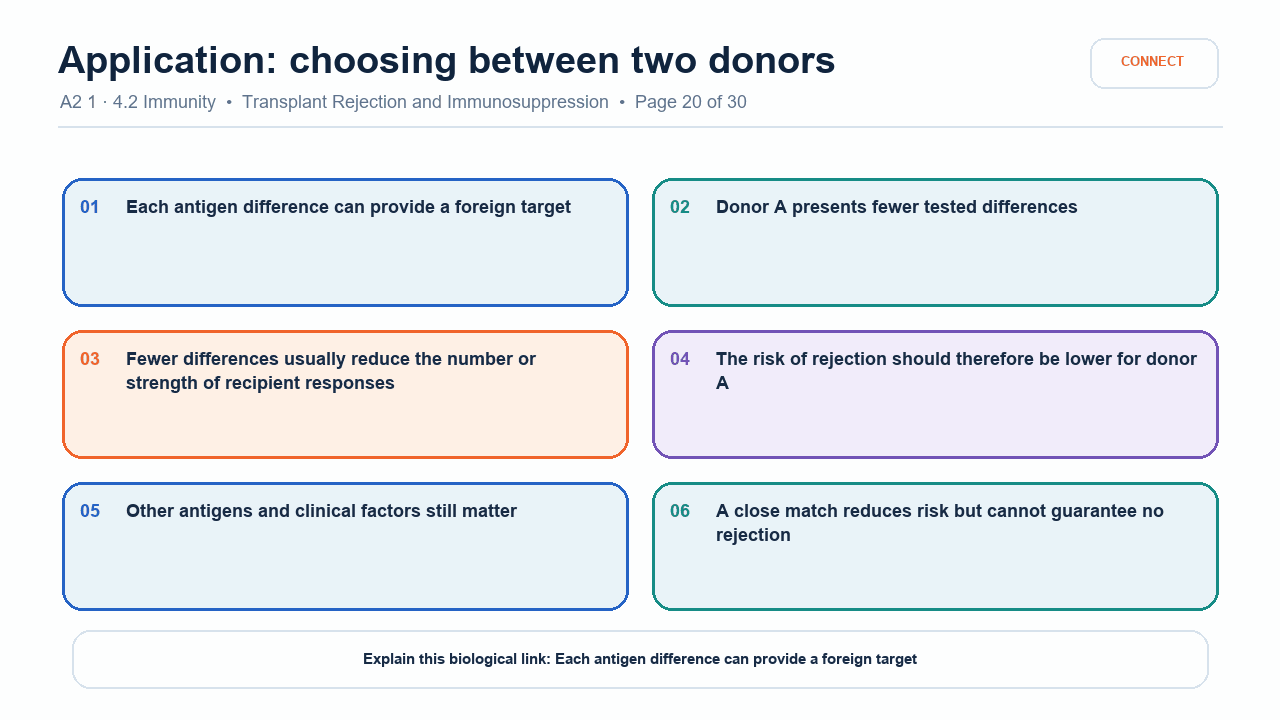 Application: choosing between two donors
CONNECT
A2 1 · 4.2 Immunity • Transplant Rejection and Immunosuppression • Page 20 of 30
01 Each antigen difference can provide a foreign target
02 Donor A presents fewer tested differences
03 Fewer differences usually reduce the number or
strength of recipient responses
04 The risk of rejection should therefore be lower for donor
A
05 Other antigens and clinical factors still matter
06 A close match reduces risk but cannot guarantee no
rejection
Explain this biological link: Each antigen difference can provide a foreign target